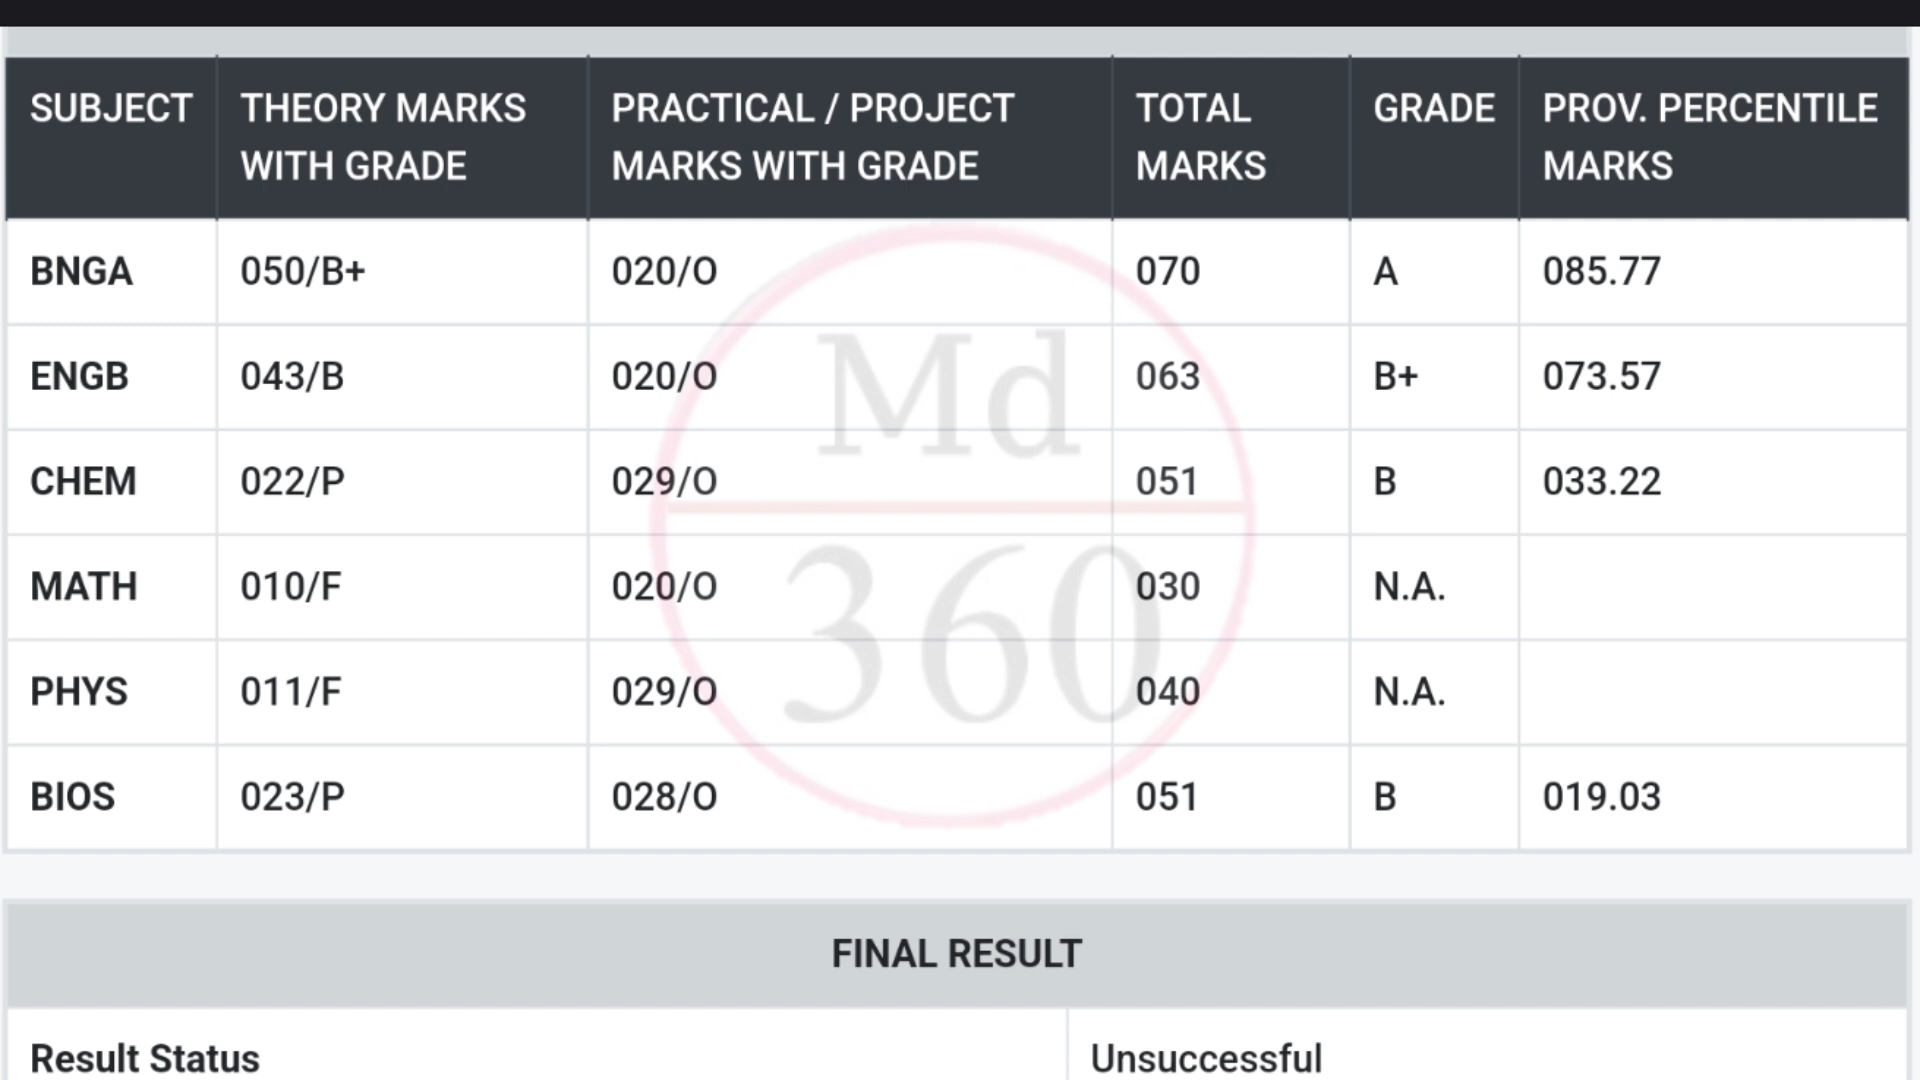 SUBJECT THEORY MARKS WITH GRADE PRACTICAL / PROJECT MARKS WITH GRADE TOTAL MARKS GRADE PROV. PERCENTILE MARKS
BNGA 050/B+ 020/O 070 A 085.77
ENGB 043/B 020/O 063 B+ 073.57
CHEM 022/P 029/O 051 B 033.22
MATH 010/F 020/O 030 N.A.
PHYS 011/F 029/O 040 N.A.
BIOS 023/P 028/O 051 B 019.03
Md
360
FINAL RESULT
Result Status Unsuccessful